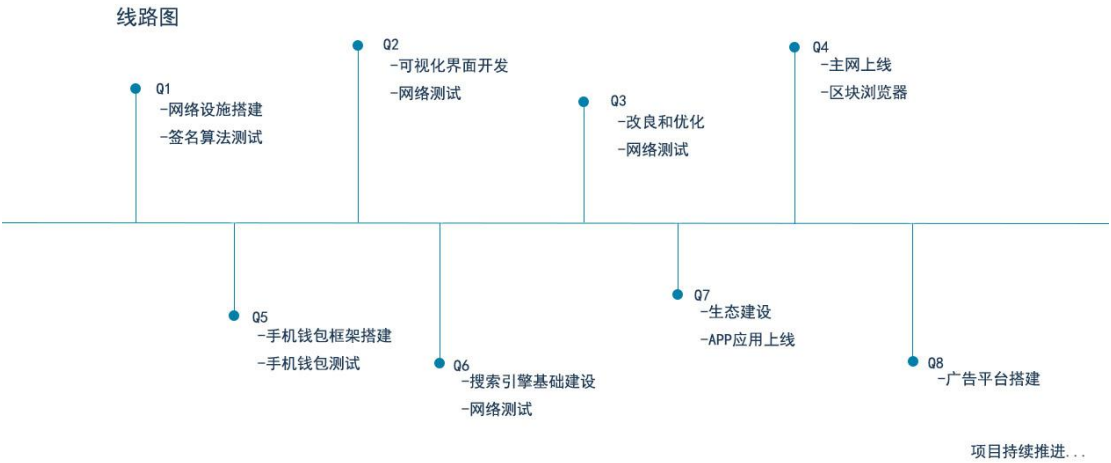 线路图
Q1
-网络设施搭建
-签名算法测试
Q2
-可视化界面开发
-网络测试
Q3
-改良和优化
-网络测试
Q4
-主网上线
-区块浏览器
Q5
-手机钱包框架搭建
-手机钱包测试
Q6
-搜索引擎基础建设
-网络测试
Q7
-生态建设
-APP应用上线
Q8
-广告平台搭建
项目持续推进...